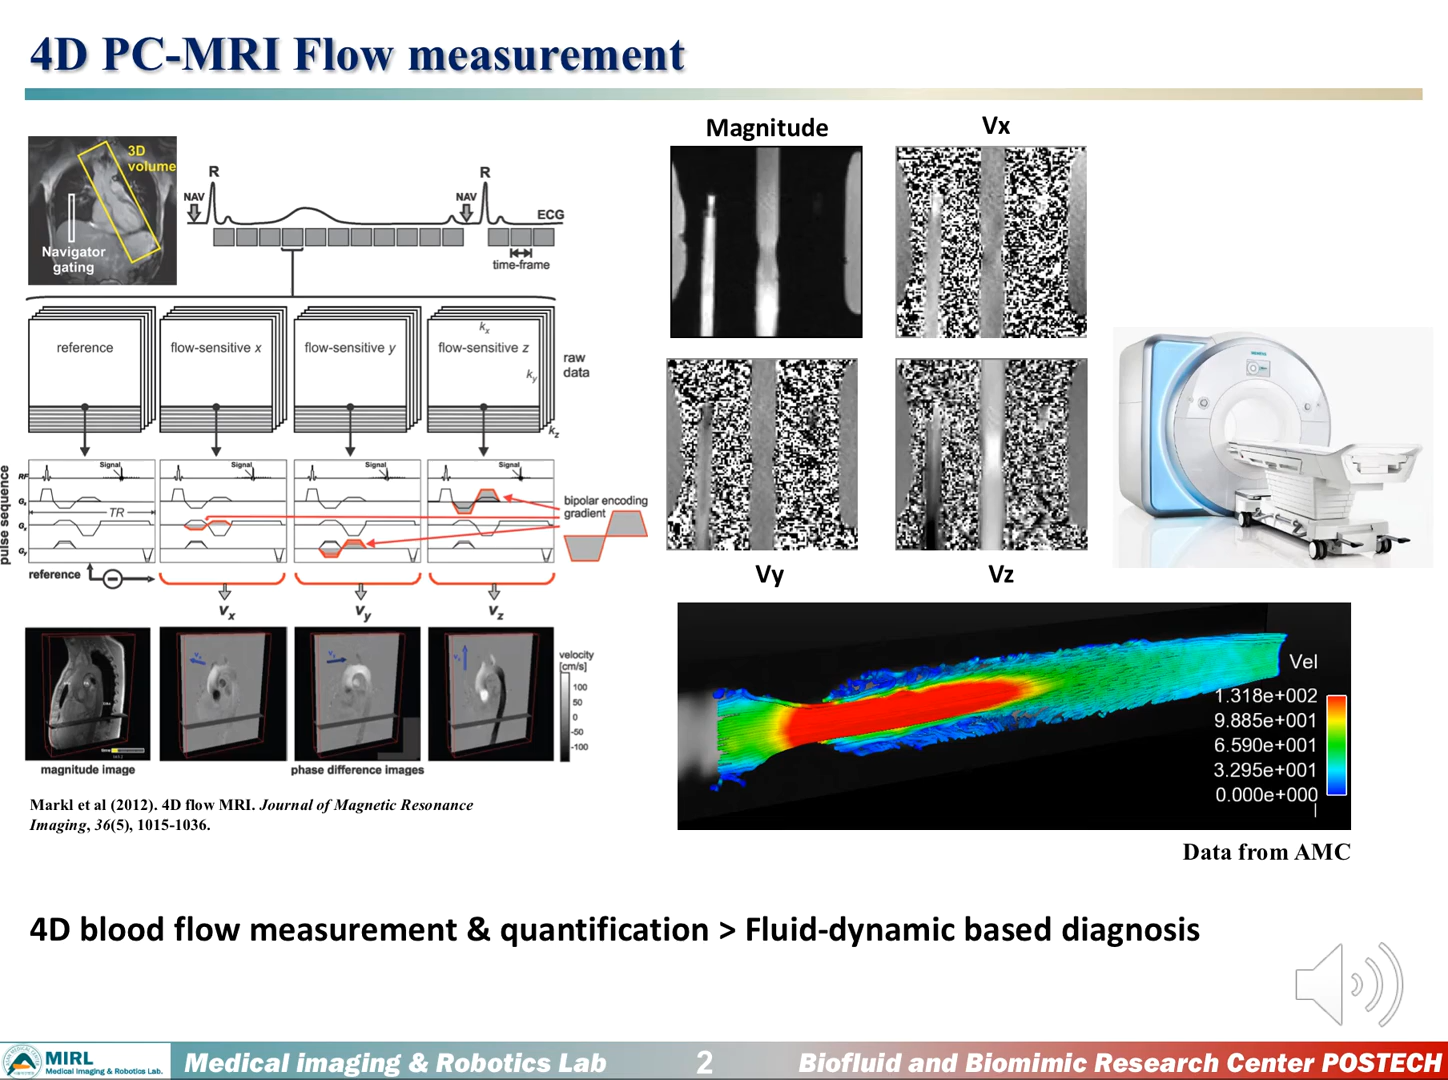 4D PC-MRI Flow measurement
3D
volume
Navigator
gating
R
R
NAV
NAV
ECG
time-frame
reference
flow-sensitive x
flow-sensitive y
flow-sensitive z
kx
ky
kz
raw
data
pulse sequence
RF
Signal
Signal
Signal
Signal
TR
bipolar encoding
gradient
reference
vx
vy
vz
velocity
[cm/s]
100
50
0
-50
-100
magnitude image
phase difference images
Markl et al (2012). 4D flow MRI. Journal of Magnetic Resonance
Imaging, 36(5), 1015-1036.
Magnitude
Vx
Vy
Vz
Vel
1.318e+002
9.885e+001
6.590e+001
3.295e+001
0.000e+000
Data from AMC
4D blood flow measurement & quantification > Fluid-dynamic based diagnosis
MIRL
Medical Imaging & Robotics Lab.
Medical imaging & Robotics Lab
2
Biofluid and Biomimic Research Center POSTECH